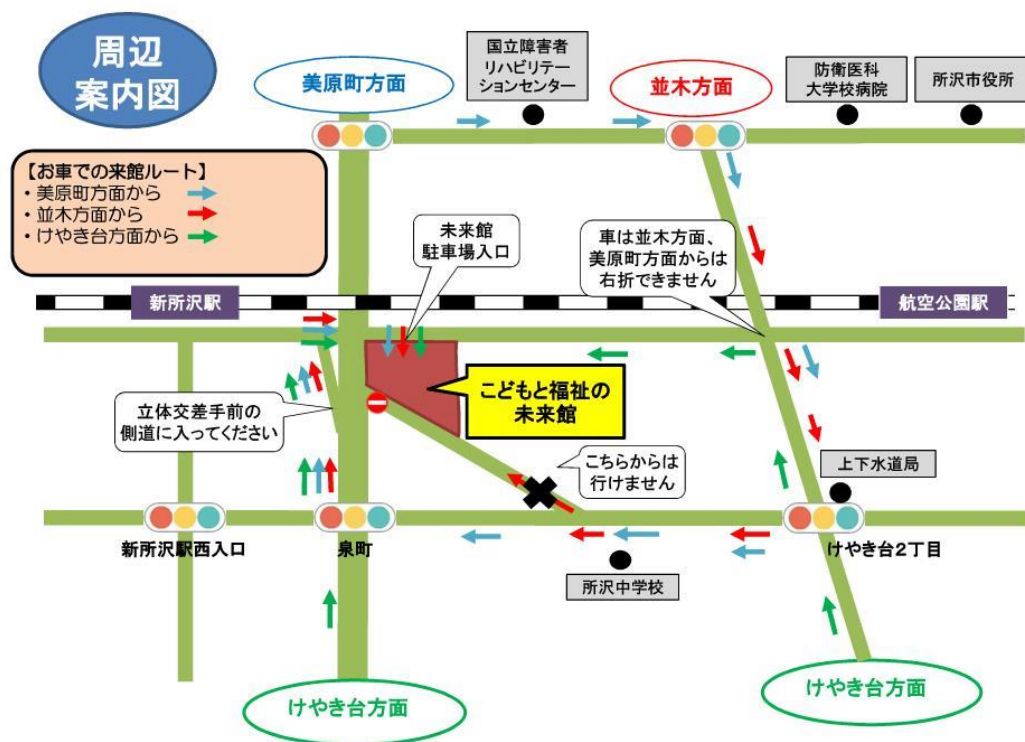 周辺
案内図
美原町方面
国立障害者
リハビリテー
ションセンター
並木方面
防衛医科
大学校病院
所沢市役所
【お車での来館ルート】
・美原町方面から
・並木方面から
・けやき台方面から
未来館
駐車場入口
車は並木方面、
美原町方面からは
右折できません
新所沢駅
航空公園駅
こどもと福祉の
未来館
立体交差手前の
側道に入ってください
こちらからは
行けません
上下水道局
新所沢駅西入口
泉町
けやき台2丁目
所沢中学校
けやき台方面
けやき台方面